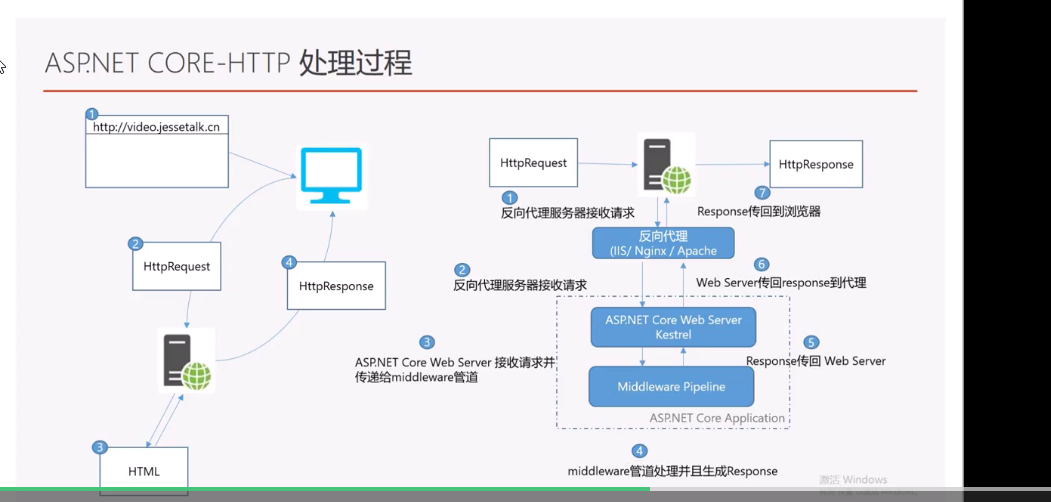 ASP.NET CORE-HTTP 处理过程
1
http://video.jessetalk.cn
2
HttpRequest
4
HttpResponse
3
HTML
HttpRequest
HttpResponse
1
反向代理服务器接收请求
7
Response传回到浏览器
反向代理
(IIS/ Nginx / Apache
2
反向代理服务器接收请求
6
Web Server传回response到代理
ASP.NET Core Web Server
Kestrel
3
ASP.NET Core Web Server 接收请求并
传递给middleware管道
5
Response传回 Web Server
Middleware Pipeline
ASP.NET Core Application
4
middleware管道处理并且生成Response
激活 Windows